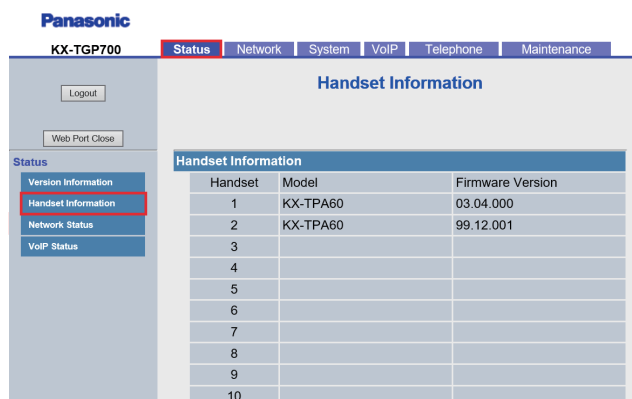 Panasonic
KX-TGP700
Status Network System VoIP Telephone Maintenance
Logout
Web Port Close
Handset Information
Status
Version Information
Handset Information
Network Status
VoIP Status
Handset Information
Handset Model Firmware Version
1 KX-TPA60 03.04.000
2 KX-TPA60 99.12.001
3
4
5
6
7
8
9
10